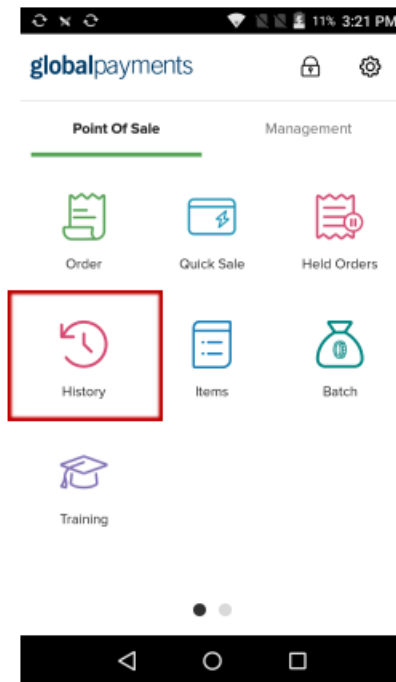 11% 3:21 PM
globalpayments
Point Of Sale Management
Order Quick Sale Held Orders
History Items Batch
Training